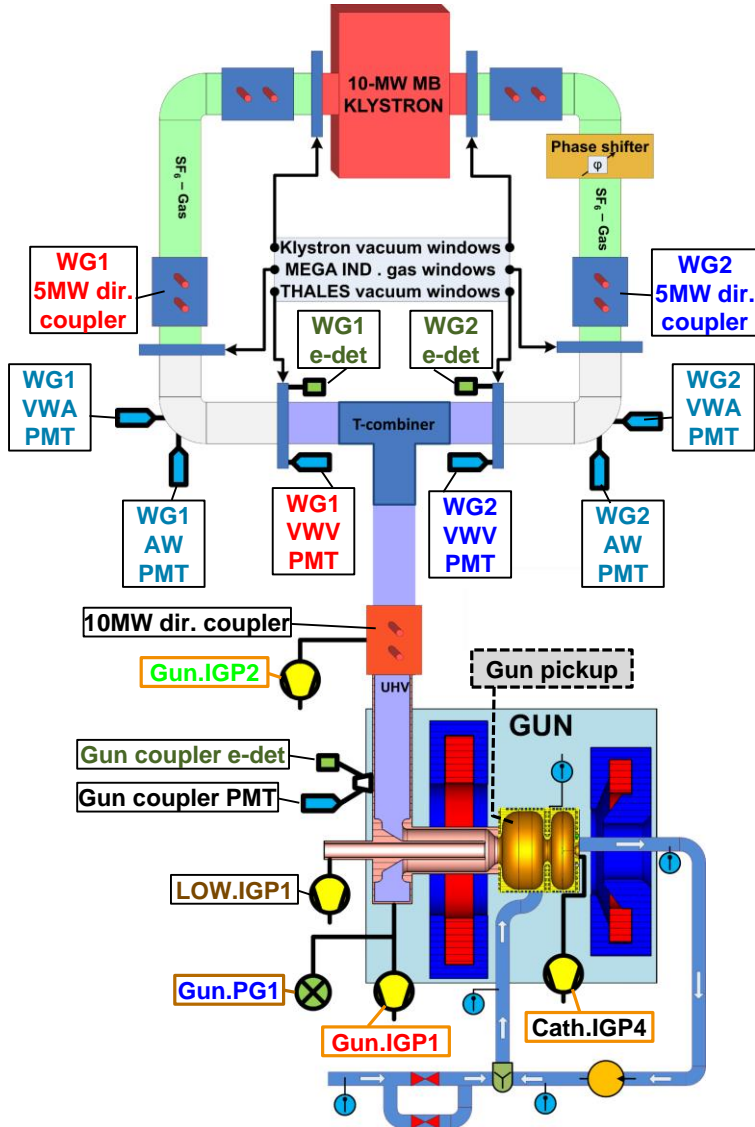 10-MW MB
KLYSTRON
Phase shifter
φ
SF6 – Gas
SF6 – Gas
Klystron vacuum windows
MEGA IND . gas windows
THALES vacuum windows
WG1
5MW dir.
coupler
WG2
5MW dir.
coupler
WG1
e-det
WG2
e-det
WG1
VWA
PMT
WG2
VWA
PMT
T-combiner
WG1
AW
PMT
WG1
VWV
PMT
WG2
VWV
PMT
WG2
AW
PMT
10MW dir. coupler
Gun.IGP2
UHV
Gun pickup
GUN
Gun coupler e-det
Gun coupler PMT
LOW.IGP1
Gun.PG1
Gun.IGP1
Cath.IGP4